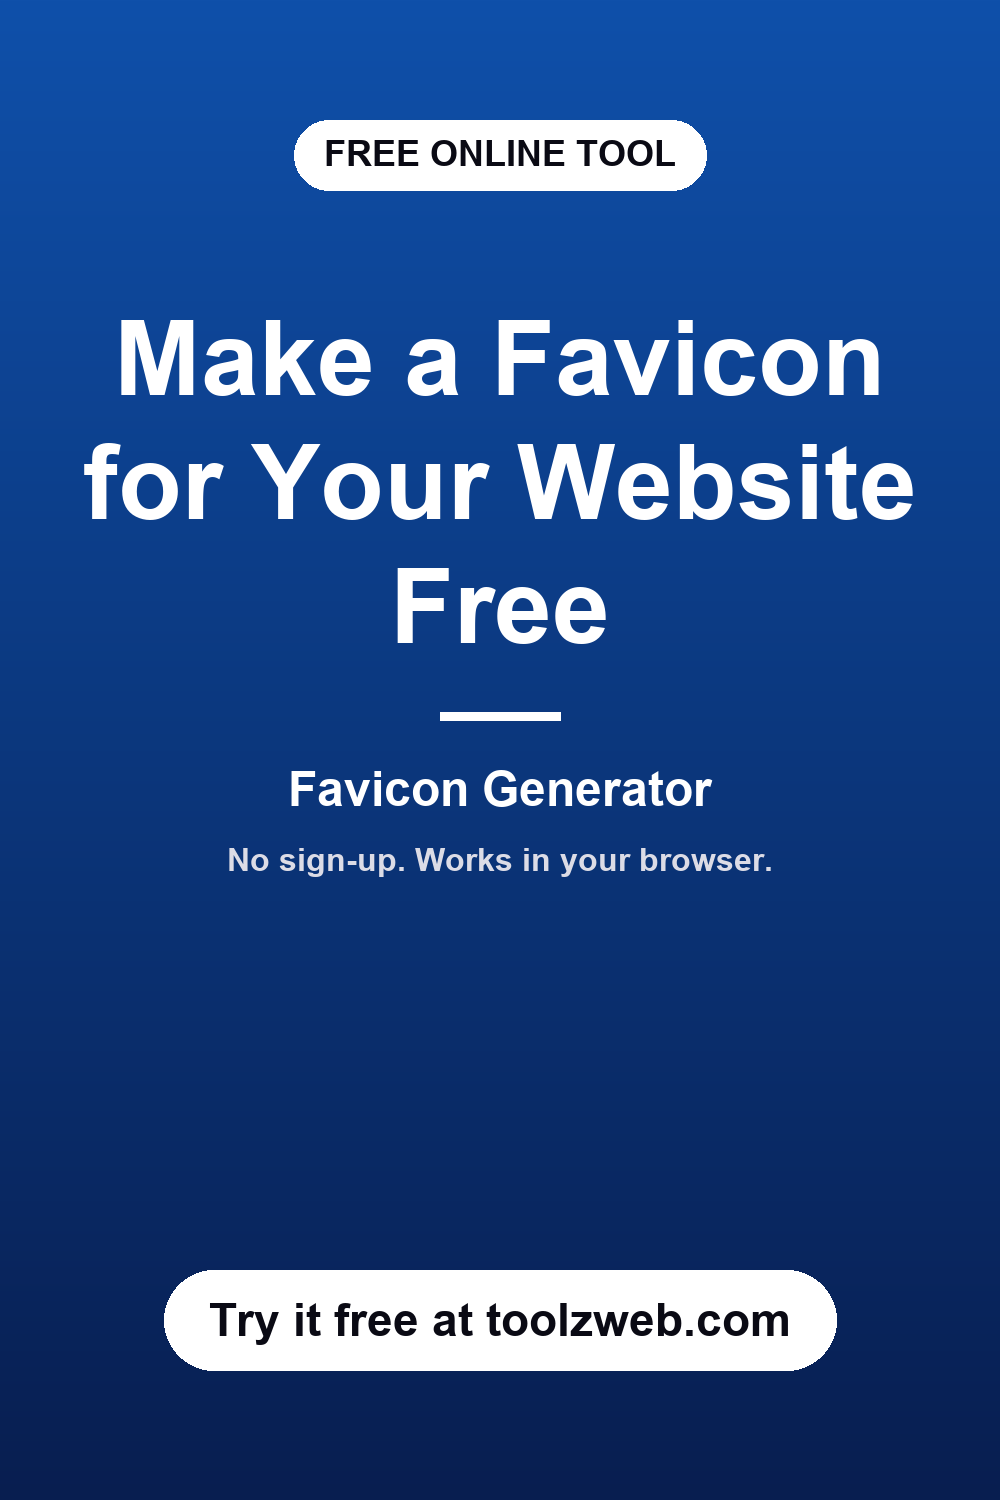 FREE ONLINE TOOL
Make a Favicon
for Your Website
Free
Favicon Generator
No sign-up. Works in your browser.
Try it free at toolzweb.com